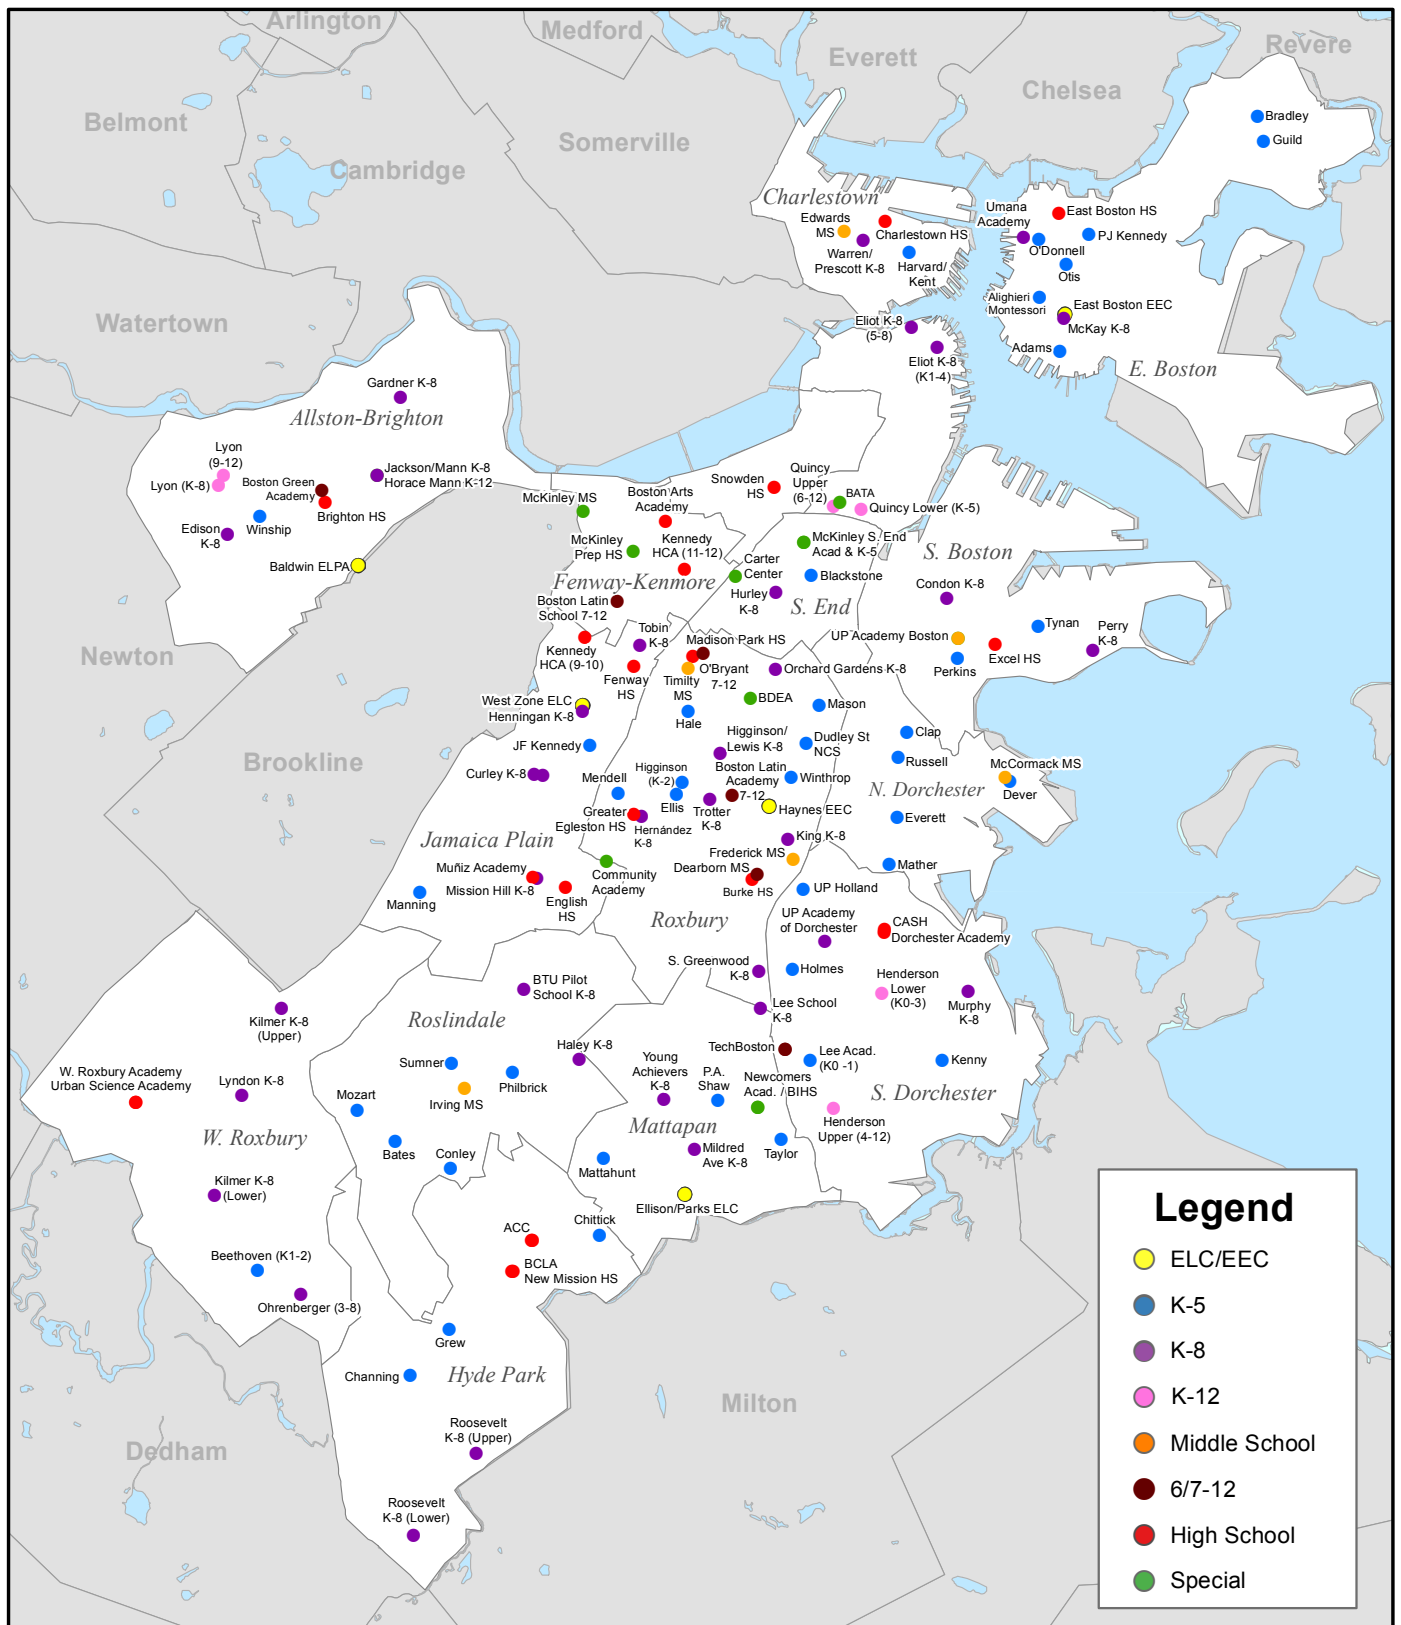 Arlington
Medford
Everett
Revere
Chelsea
Belmont
Somerville
Cambridge
Watertown
Newton
Brookline
Dedham
Milton
Bradley
Guild
Charlestown
Edwards
MS
Charlestown HS
Warren/
Prescott K-8
Harvard/
Kent
Umana
Academy
East Boston HS
PJ Kennedy
O'Donnell
Otis
Alighieri
Montessori
East Boston EEC
McKay K-8
Adams
E. Boston
Eliot K-8
(5-8)
Eliot K-8
(K1-4)
Gardner K-8
Allston-Brighton
Lyon
(9-12)
Lyon (K-8)
Boston Green
Academy
Brighton HS
Jackson/Mann K-8
Horace Mann K-12
Edison
K-8
Winship
Baldwin ELPA
McKinley MS
Boston Arts
Academy
Snowden
HS
Quincy
Upper
(6-12)
BATA
Quincy Lower (K-5)
McKinley
Prep HS
Kennedy
HCA (11-12)
Fenway-Kenmore
Carter
Center
McKinley S. End
Acad & K-5
Blackstone
Hurley
K-8
S. End
Boston Latin
School 7-12
S. Boston
Condon K-8
UP Academy Boston
Perkins
Excel HS
Tynan
Perry
K-8
Kennedy
HCA (9-10)
Tobin
K-8
Fenway
HS
Madison Park HS
O'Bryant
7-12
Timilty
MS
Hale
Orchard Gardens K-8
BDEA
Mason
West Zone ELC
Henningan K-8
JF Kennedy
Curley K-8
Higginson/
Lewis K-8
Dudley St
NCS
Clap
Russell
McCormack MS
Dever
Mendell
Higginson
(K-2)
Ellis
Boston Latin
Academy
7-12
Winthrop
N. Dorchester
Trotter
K-8
Haynes EEC
Everett
Greater
Egleston HS
Hernández
K-8
King K-8
Jamaica Plain
Frederick MS
Mather
Muñiz Academy
Mission Hill K-8
English
HS
Community
Academy
Dearborn MS
Burke HS
UP Holland
Manning
Roxbury
UP Academy
of Dorchester
CASH
Dorchester Academy
S. Greenwood
K-8
Holmes
Henderson
Lower
(K0-3)
Murphy
K-8
BTU Pilot
School K-8
Kilmer K-8
(Upper)
Roslindale
Lee School
K-8
TechBoston
Lee Acad.
(K0 -1)
Kenny
W. Roxbury Academy
Urban Science Academy
Lyndon K-8
Sumner
Haley K-8
Philbrick
Irving MS
Mozart
Young
Achievers
K-8
P.A.
Shaw
Newcomers
Acad. / BIHS
S. Dorchester
Henderson
Upper (4-12)
W. Roxbury
Mattapan
Bates
Conley
Mildred
Ave K-8
Taylor
Mattahunt
Kilmer K-8
(Lower)
Ellison/Parks ELC
ACC
Chittick
Beethoven (K1-2)
BCLA
New Mission HS
Ohrenberger (3-8)
Grew
Channing
Hyde Park
Roosevelt
K-8 (Upper)
Roosevelt
K-8 (Lower)
Legend
ELC/EEC
K-5
K-8
K-12
Middle School
6/7-12
High School
Special